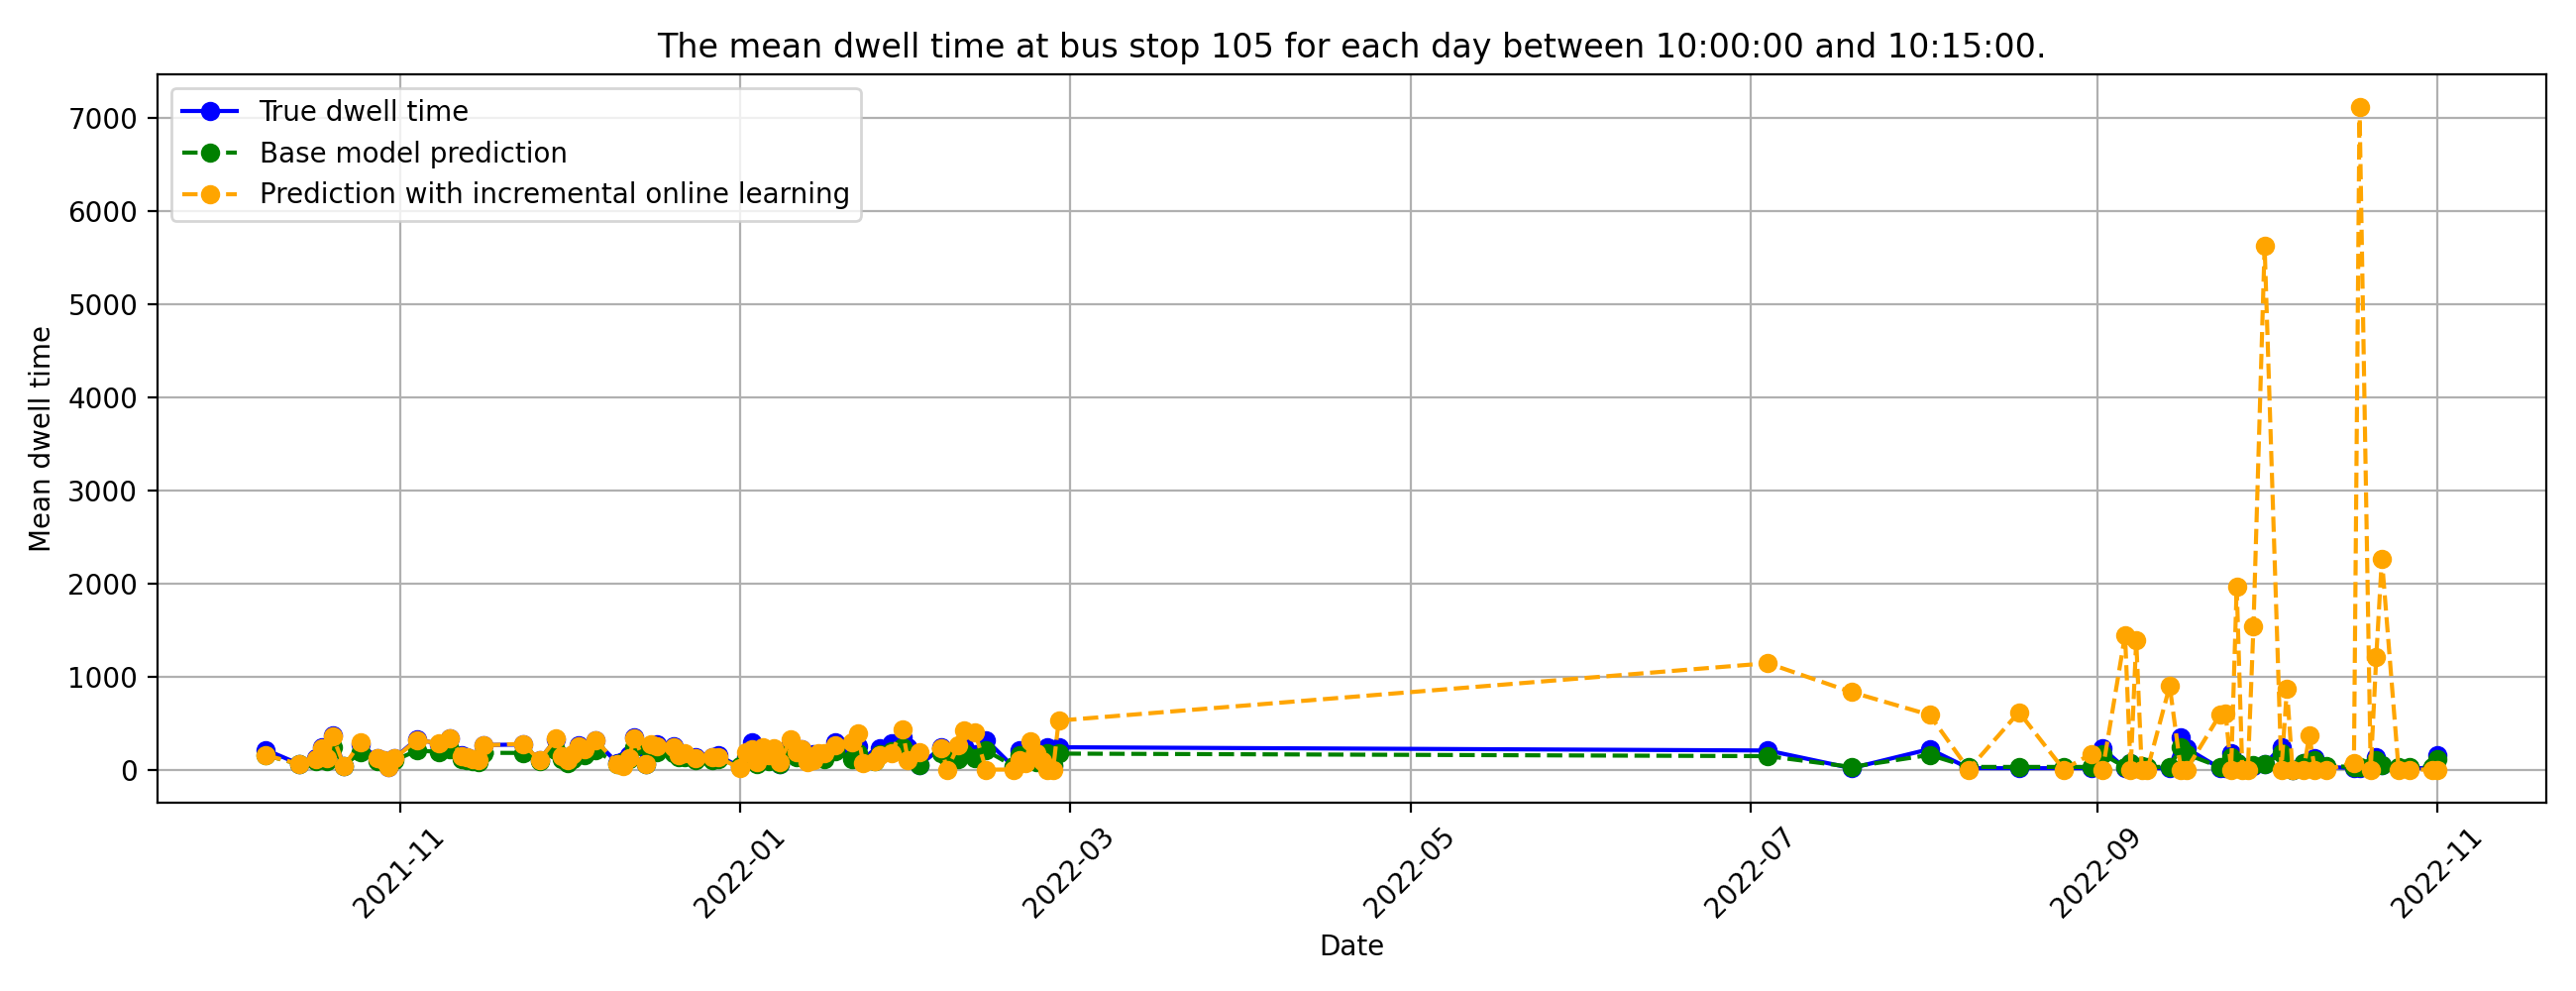 The mean dwell time at bus stop 105 for each day between 10:00:00 and 10:15:00.
True dwell time
Base model prediction
Prediction with incremental online learning
Mean dwell time
7000
6000
5000
4000
3000
2000
1000
0
2021-11
2022-01
2022-03
2022-05
2022-07
2022-09
2022-11
Date